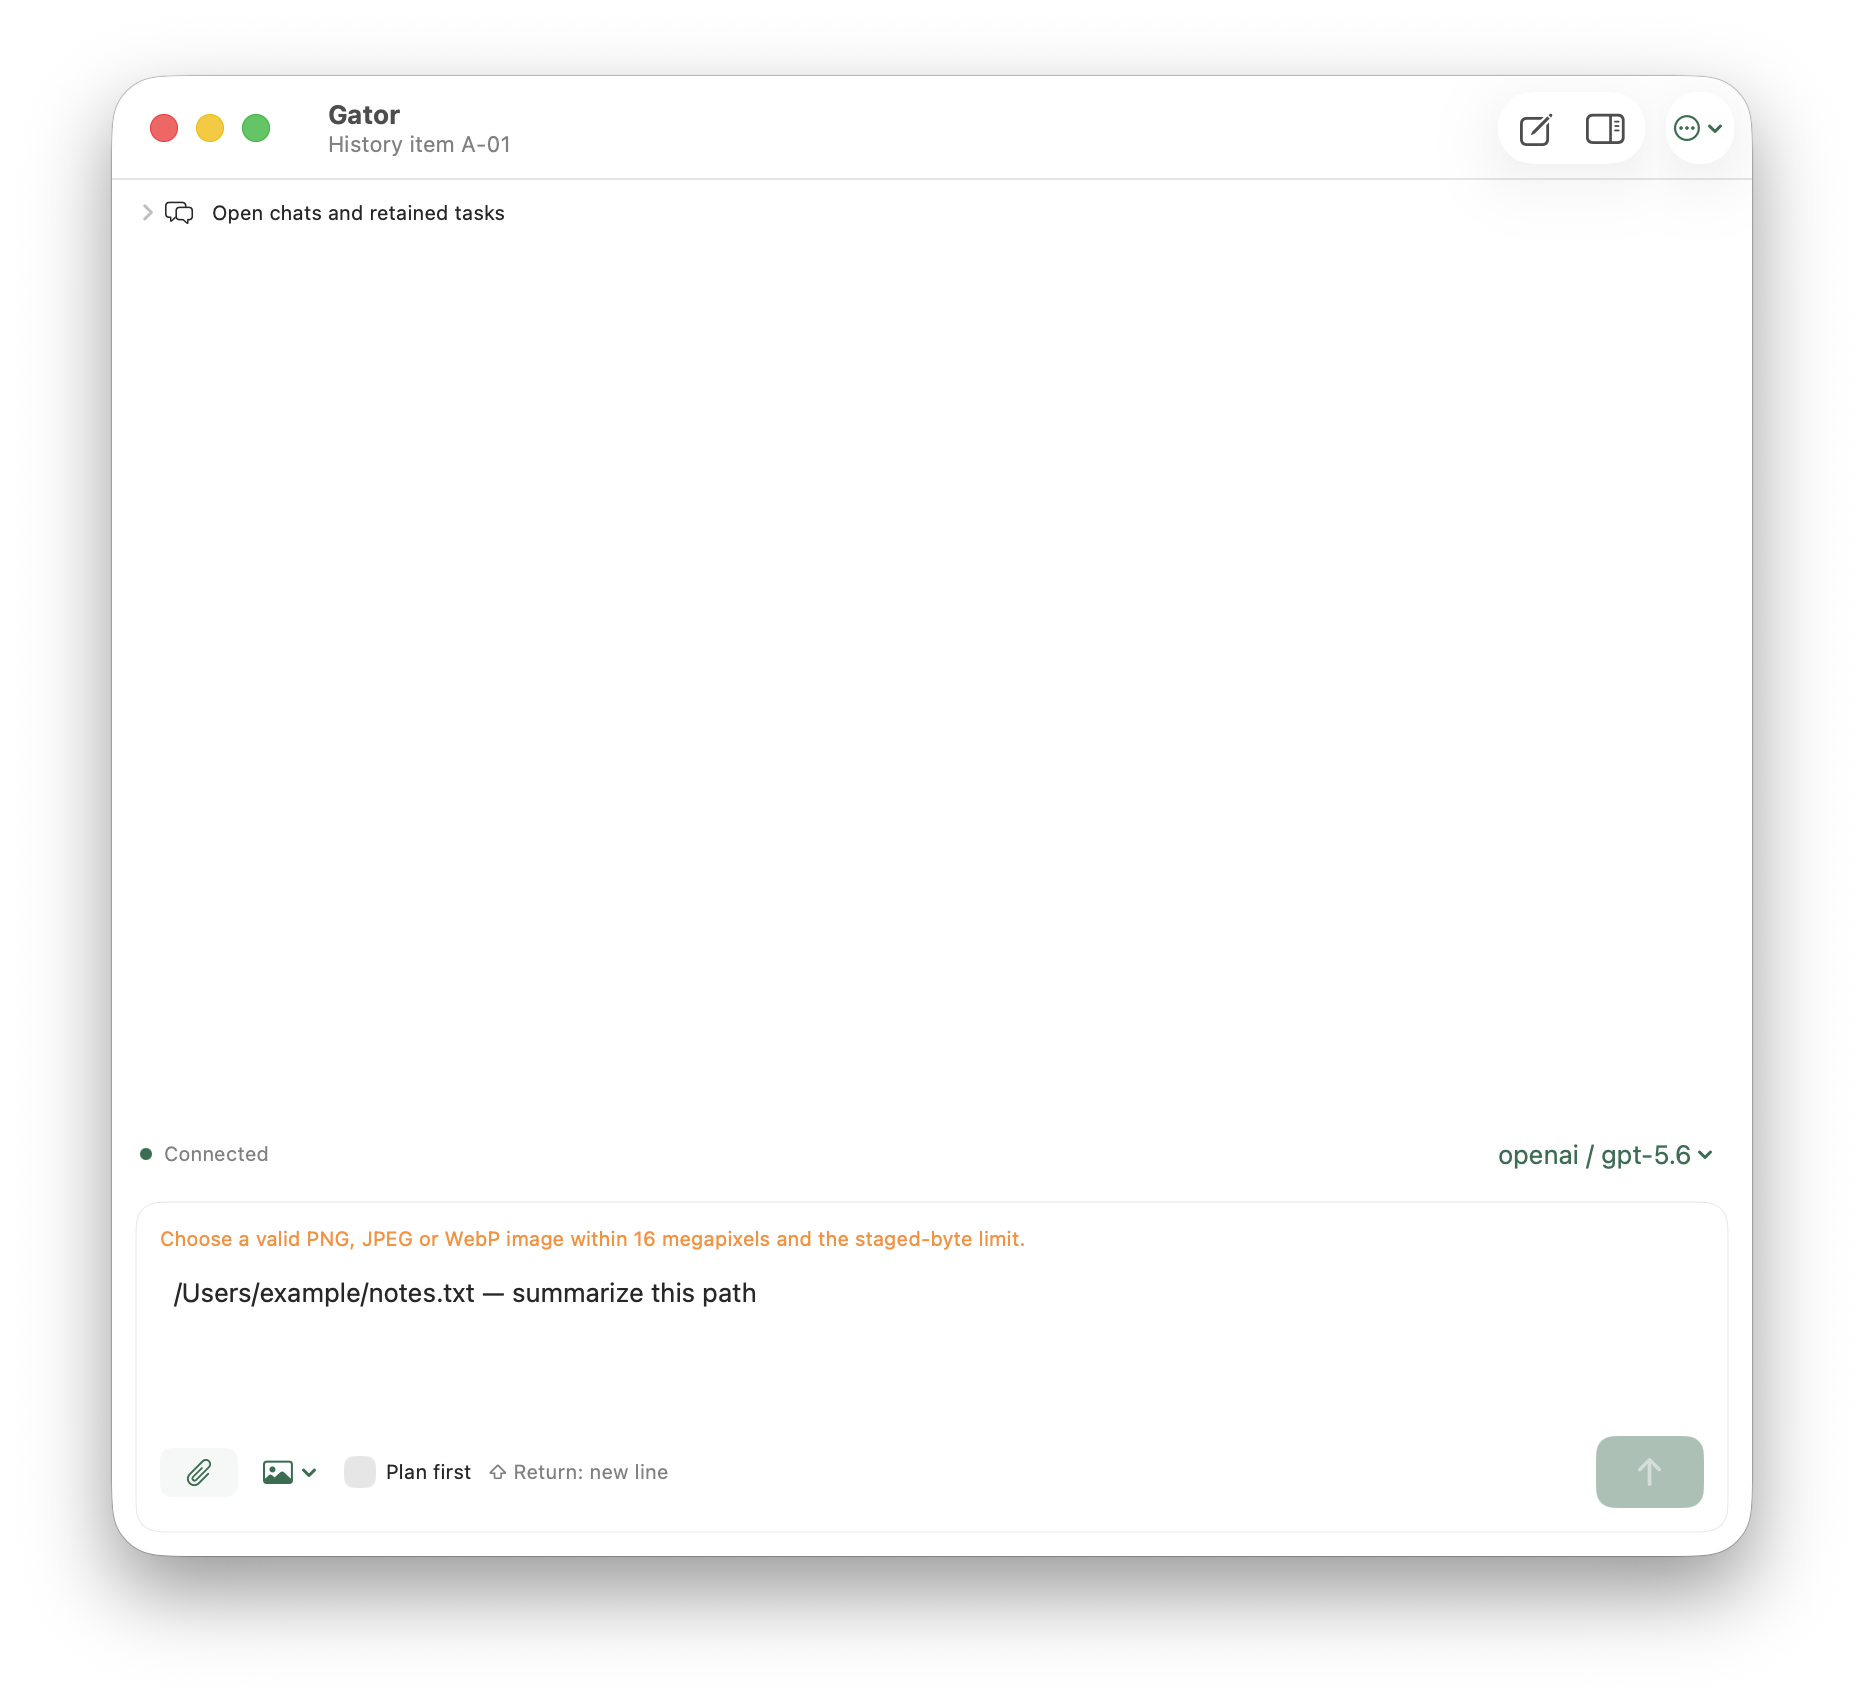 Gator
History item A-01
Open chats and retained tasks
Connected
openai / gpt-5.6
Choose a valid PNG, JPEG or WebP image within 16 megapixels and the staged-byte limit.
/Users/example/notes.txt — summarize this path
Plan first
⇧ Return: new line